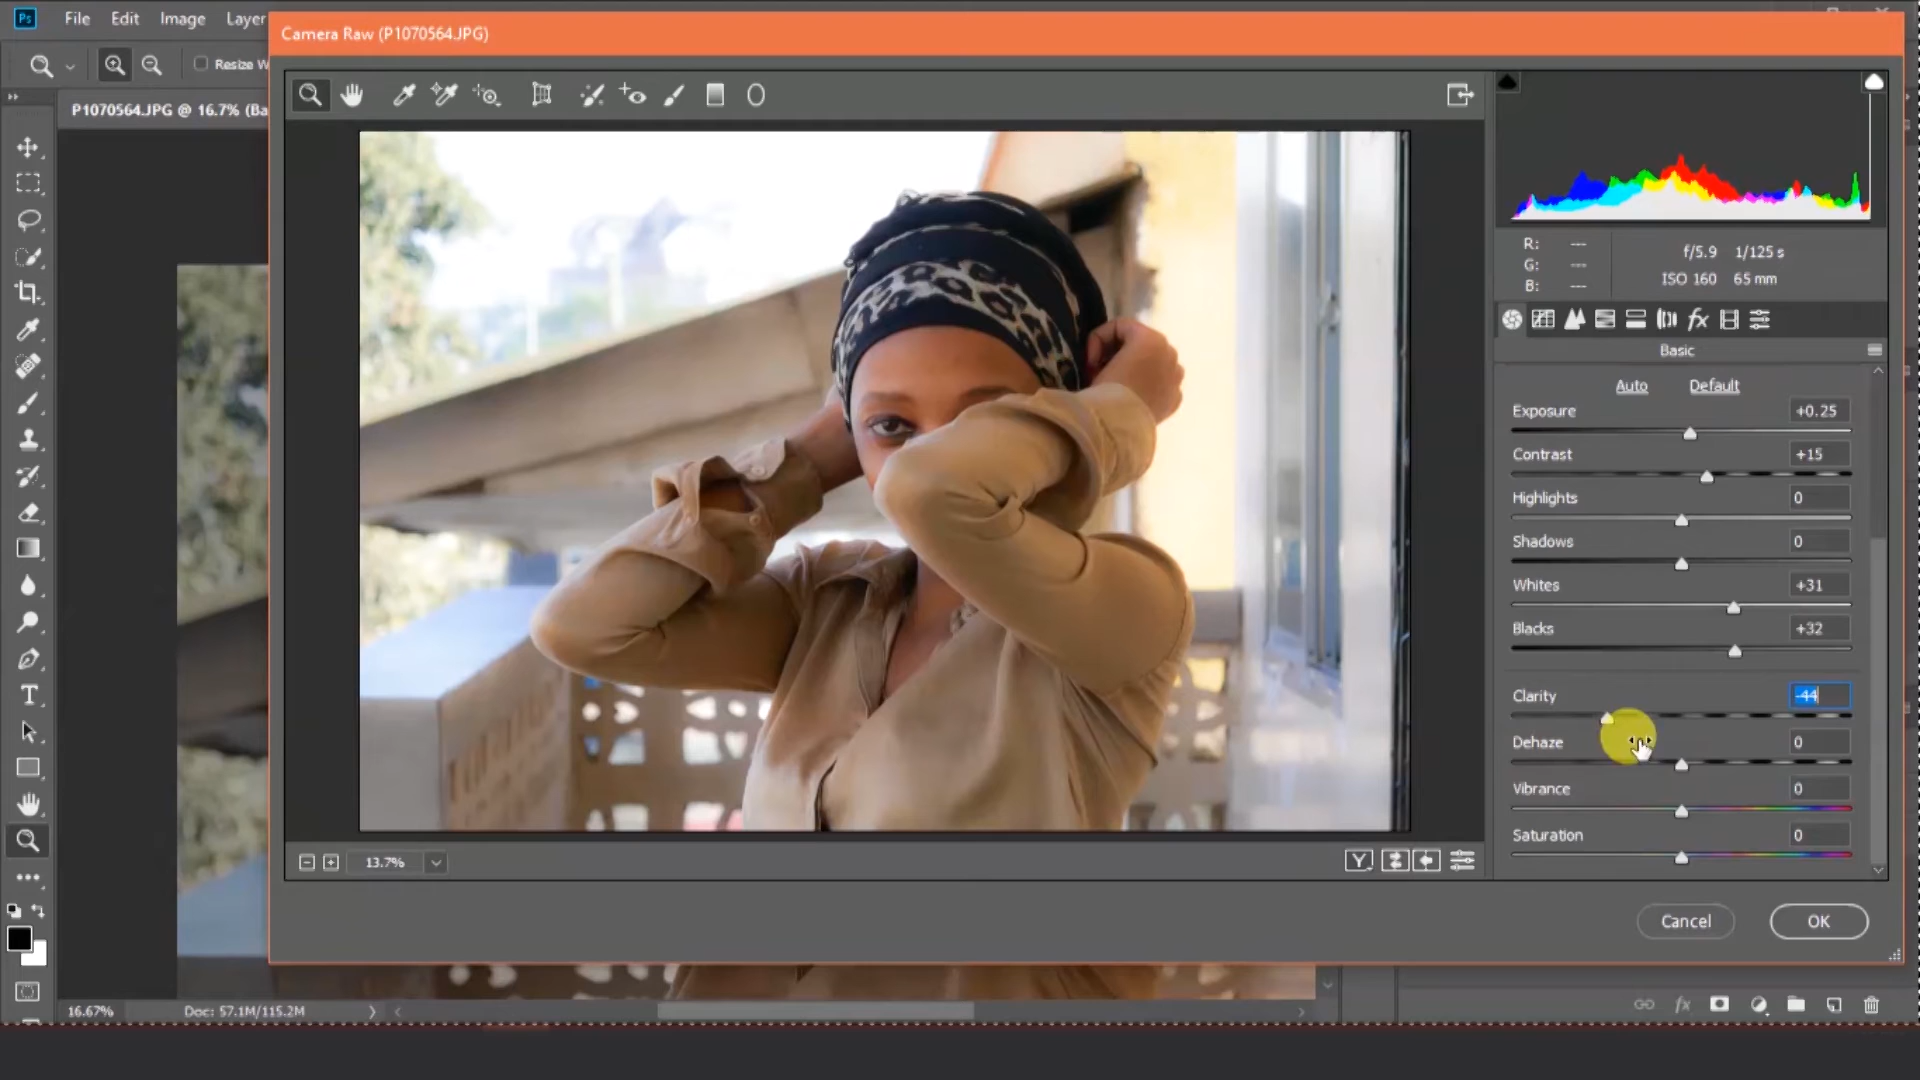 Ps File Edit Image Layer
Camera Raw (P1070564.JPG)
Resize W
P1070564.JPG @ 16.7% (Ba
R: --- f/5.9 1/125 s
G: ---
B: --- ISO 160 65 mm
fx
Basic
Auto Default
Exposure +0.25
Contrast +15
Highlights 0
Shadows 0
Whites +31
Blacks +32
Clarity -44
Dehaze 0
Vibrance 0
Saturation 0
13.7%
Y
Cancel OK
16.67% Doc: 57.1M/115.2M
fx